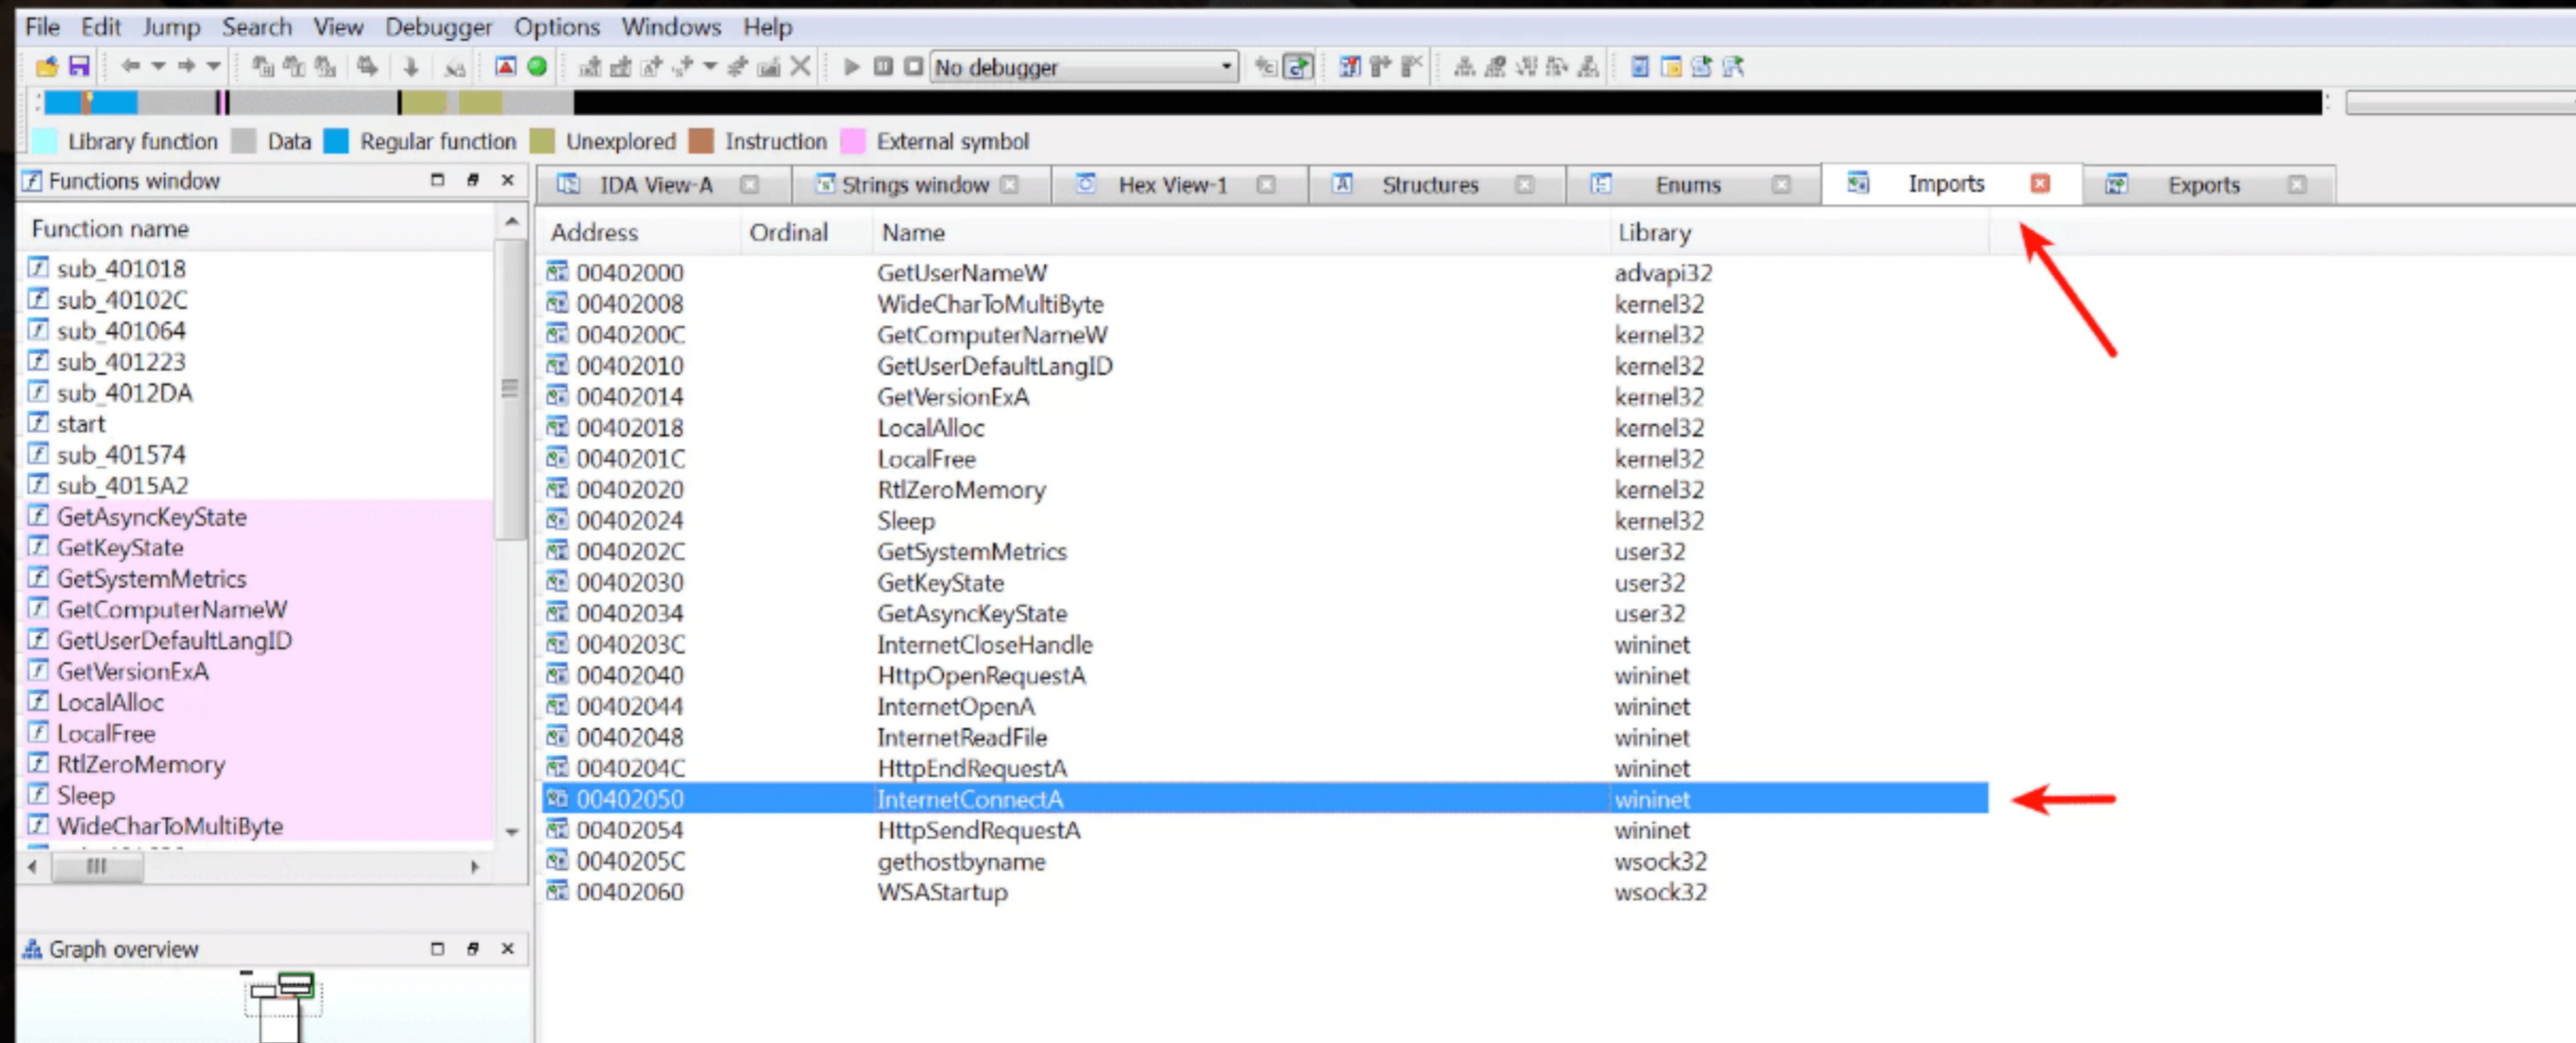 File Edit Jump Search View Debugger Options Windows Help
No debugger
Library function Data Regular function Unexplored Instruction External symbol
Functions window
IDA View-A Strings window Hex View-1 Structures Enums Imports Exports
Function name
sub_401018
sub_40102C
sub_401064
sub_401223
sub_4012DA
start
sub_401574
sub_4015A2
GetAsyncKeyState
GetKeyState
GetSystemMetrics
GetComputerNameW
GetUserDefaultLangID
GetVersionExA
LocalAlloc
LocalFree
RtlZeroMemory
Sleep
WideCharToMultiByte
Graph overview
Address Ordinal Name Library
00402000 GetUserNameW advapi32
00402008 WideCharToMultiByte kernel32
0040200C GetComputerNameW kernel32
00402010 GetUserDefaultLangID kernel32
00402014 GetVersionExA kernel32
00402018 LocalAlloc kernel32
0040201C LocalFree kernel32
00402020 RtlZeroMemory kernel32
00402024 Sleep kernel32
0040202C GetSystemMetrics user32
00402030 GetKeyState user32
00402034 GetAsyncKeyState user32
0040203C InternetCloseHandle wininet
00402040 HttpOpenRequestA wininet
00402044 InternetOpenA wininet
00402048 InternetReadFile wininet
0040204C HttpEndRequestA wininet
00402050 InternetConnectA wininet
00402054 HttpSendRequestA wininet
0040205C gethostbyname wsock32
00402060 WSAStartup wsock32